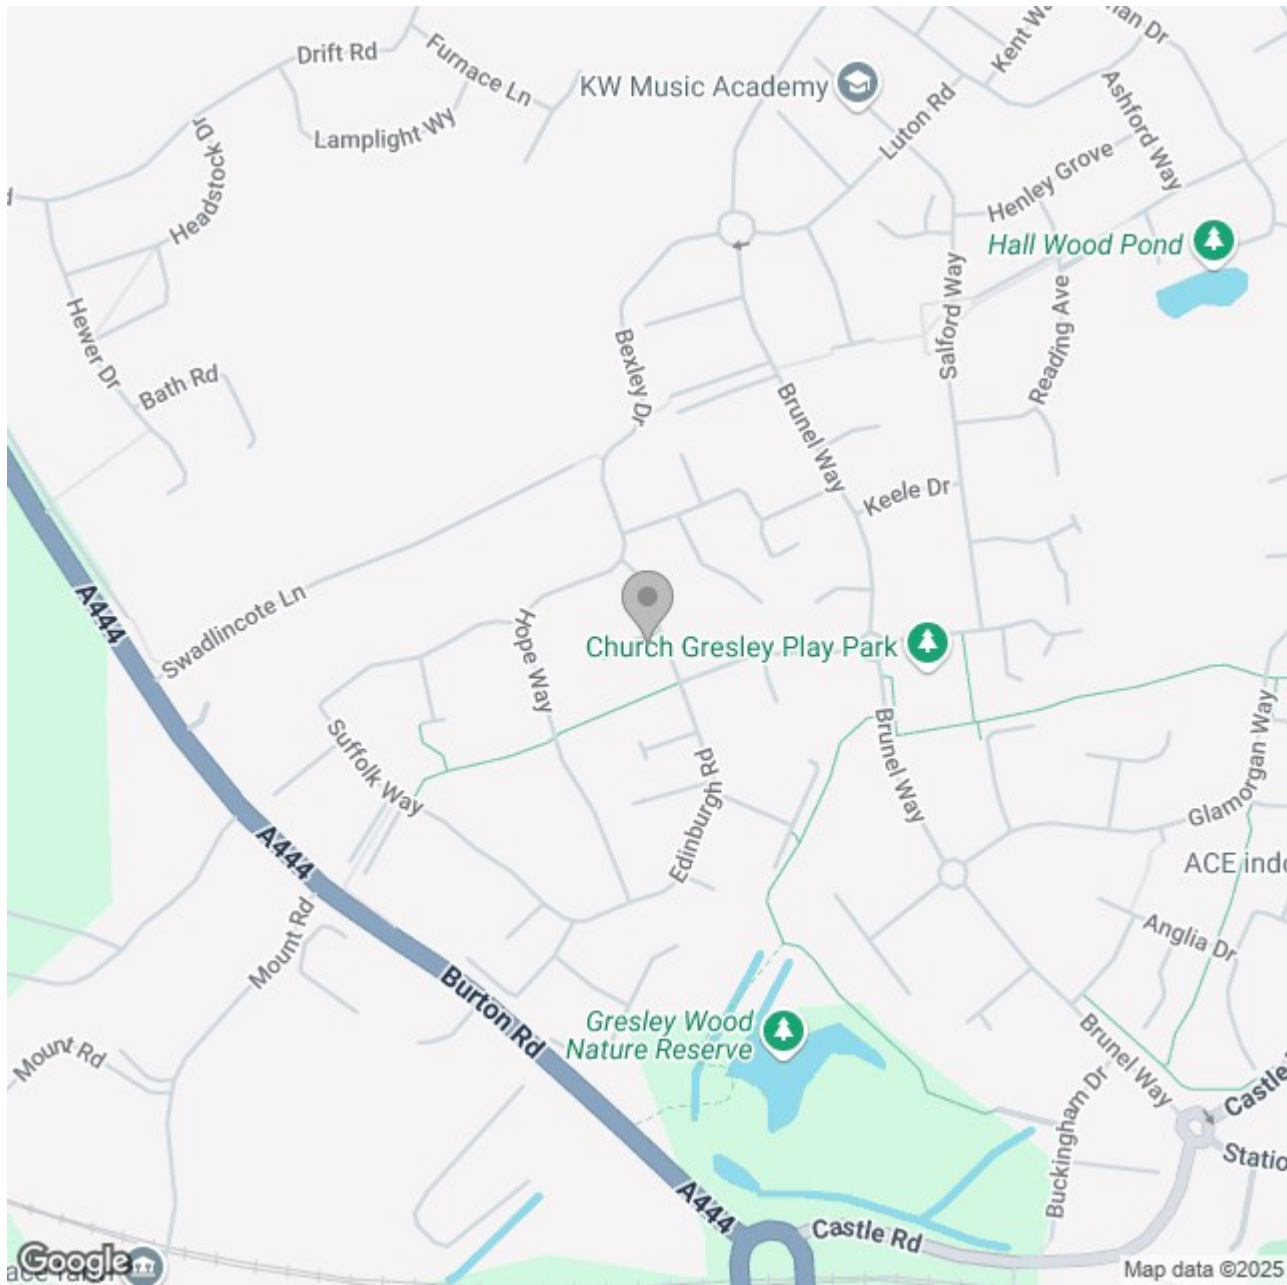 Drift Rd
Furnace Ln
KW Music Academy
Kent
Dr
Ashford Way
Lamplight Wy
Luton Rd
Headstock Dr
Henley Grove
Hall Wood Pond
Salford Way
Reading Ave
Hewer Dr
Bath Rd
Bexley Dr
Brunel Way
Keele Dr
A444
Swadlincote Ln
Hope Way
Church Gresley Play Park
Suffolk Way
Brunel Way
Glamorgan Way
Edinburgh Rd
A444
ACE
Mount Rd
Anglia Dr
Burton Rd
Gresley Wood
Nature Reserve
Mount Rd
Brunel Way
Buckingham Dr
Castle
A444
Castle Rd
Google
Map data ©2025